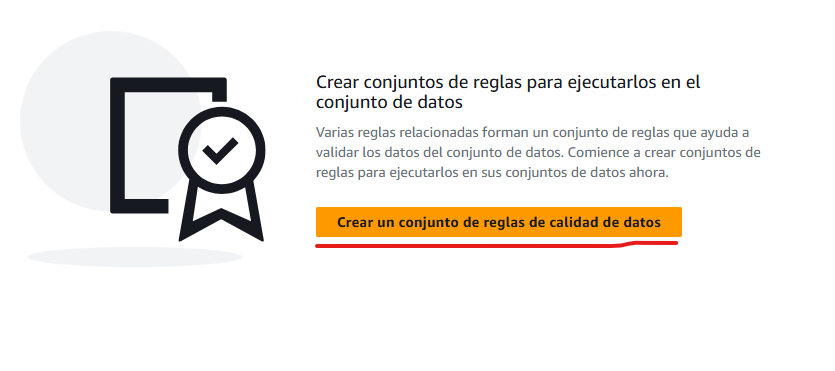 Crear conjuntos de reglas para ejecutarlos en el
conjunto de datos
Varias reglas relacionadas forman un conjunto de reglas que ayuda a
validar los datos del conjunto de datos. Comience a crear conjuntos de
reglas para ejecutarlos en sus conjuntos de datos ahora.
Crear un conjunto de reglas de calidad de datos